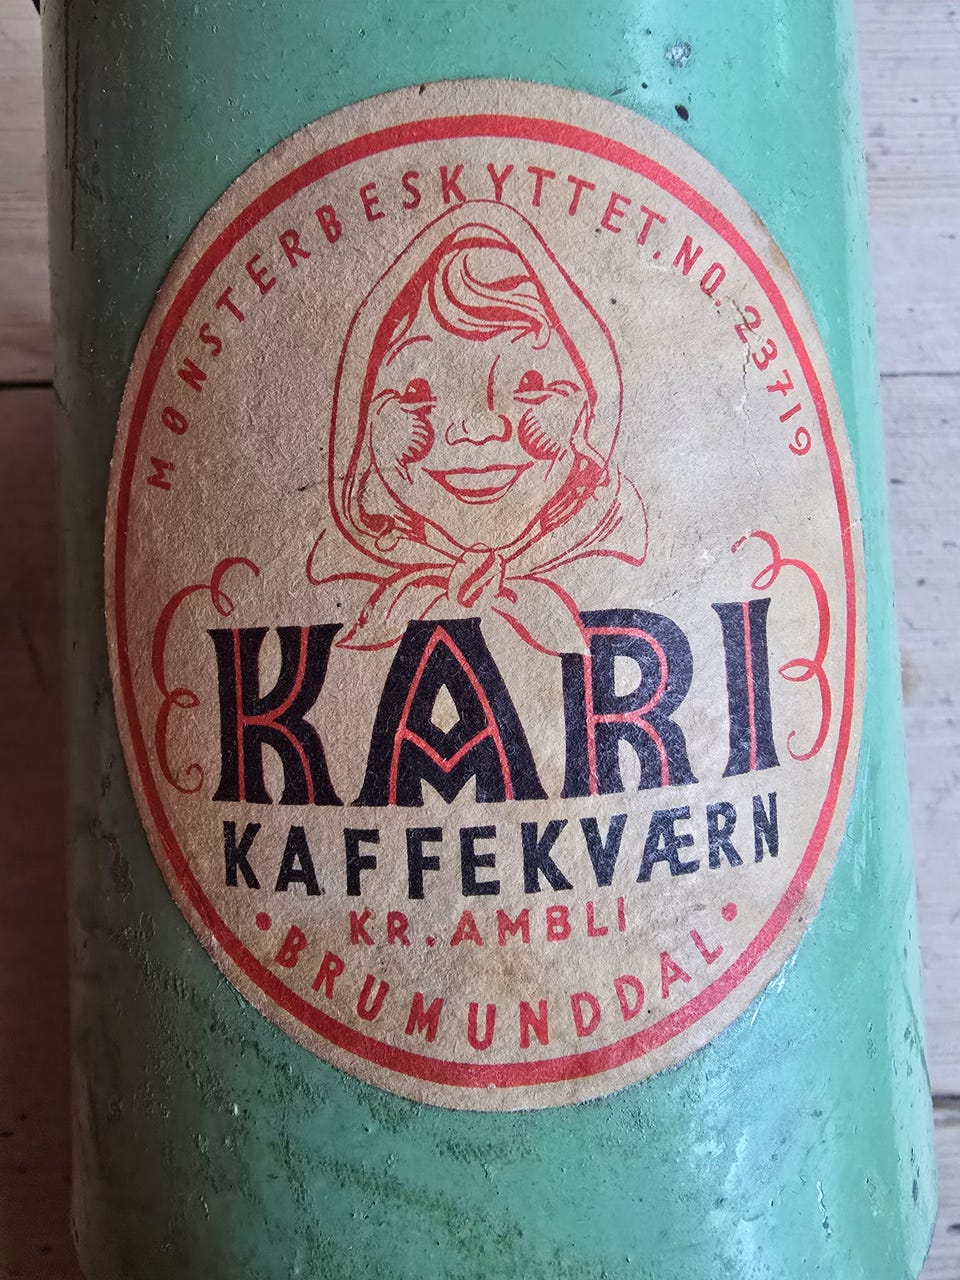 MØNSTERBESKYTTET. NO. 23719
KARI
KAFFEKVÆRN
KR. AMBLI
• BRUMUNDDAL •